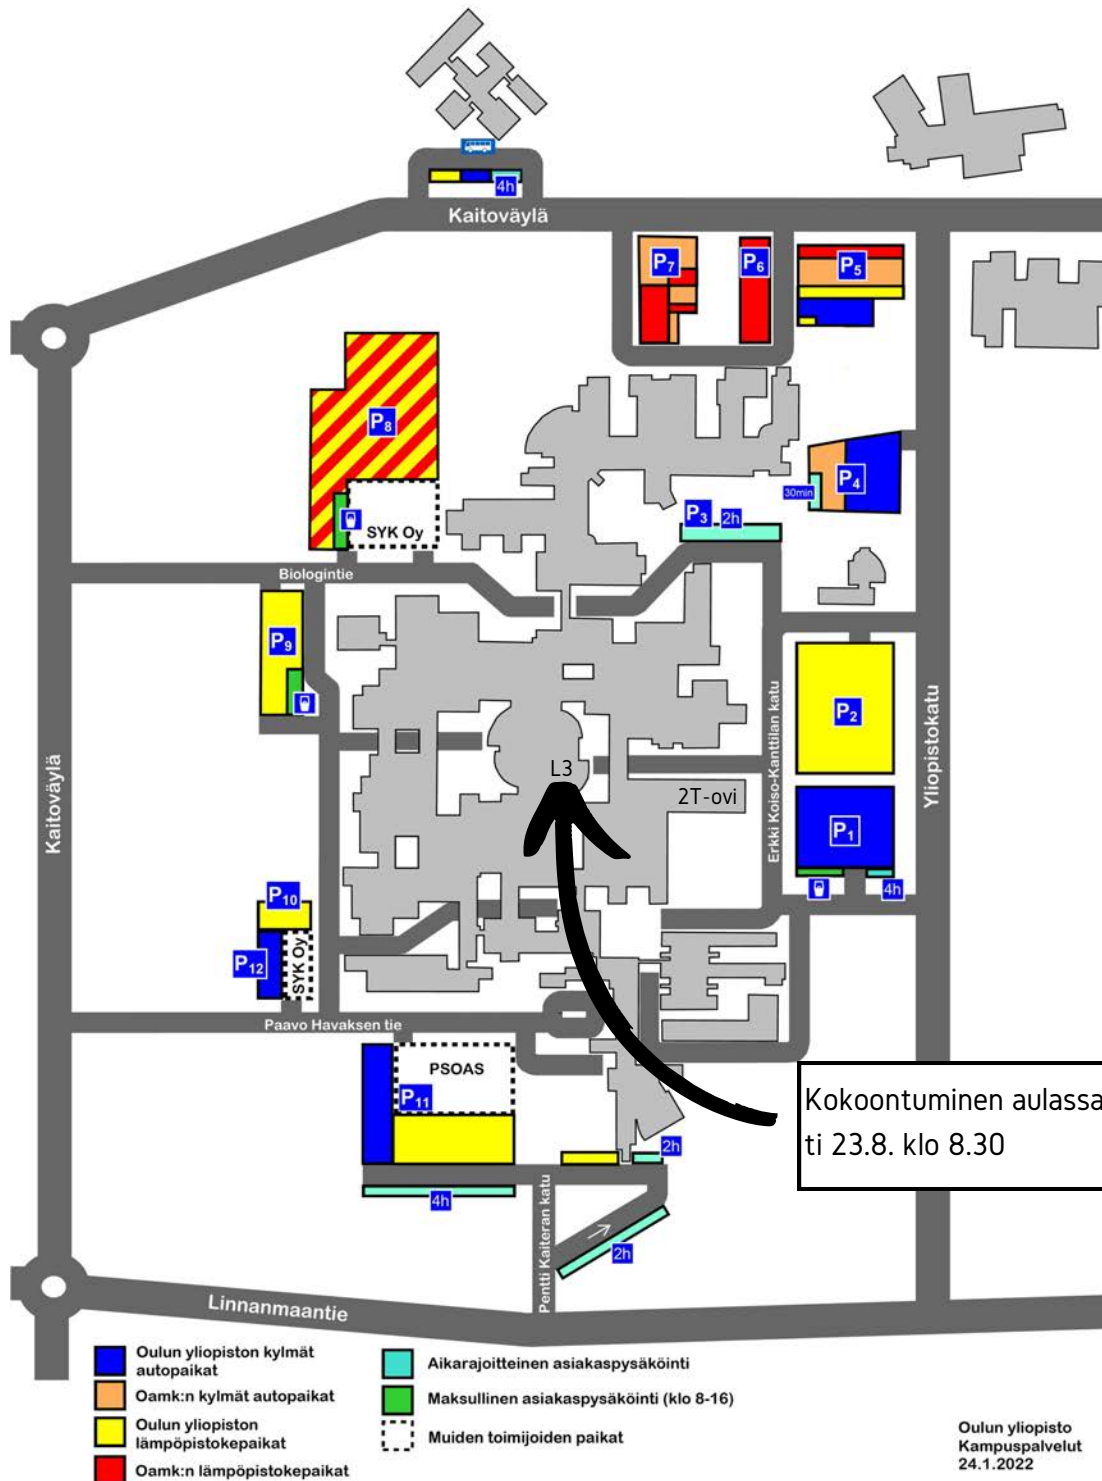 4h
Kaitoväylä
P7
P6
P5
P8
P4
30min
P3
2h
SYK Oy
Biologintie
P9
P2
Kaitoväylä
L3
2T-ovi
Erkki Koiso-Kanttilan katu
Yliopistokatu
P1
4h
P10
P12
SYK Oy
Paavo Havaksen tie
PSOAS
P11
Kokoontuminen aulassa
ti 23.8. klo 8.30
2h
4h
Pentti Kaiteran katu
2h
Linnanmaantie
Oulun yliopiston kylmät
autopaikat
Oamk:n kylmät autopaikat
Oulun yliopiston
lämpöpistokepaikat
Oamk:n lämpöpistokepaikat
Aikarajoitteinen asiakaspysäköinti
Maksullinen asiakaspysäköinti (klo 8-16)
Muiden toimijoiden paikat
Oulun yliopisto
Kampuspalvelut
24.1.2022